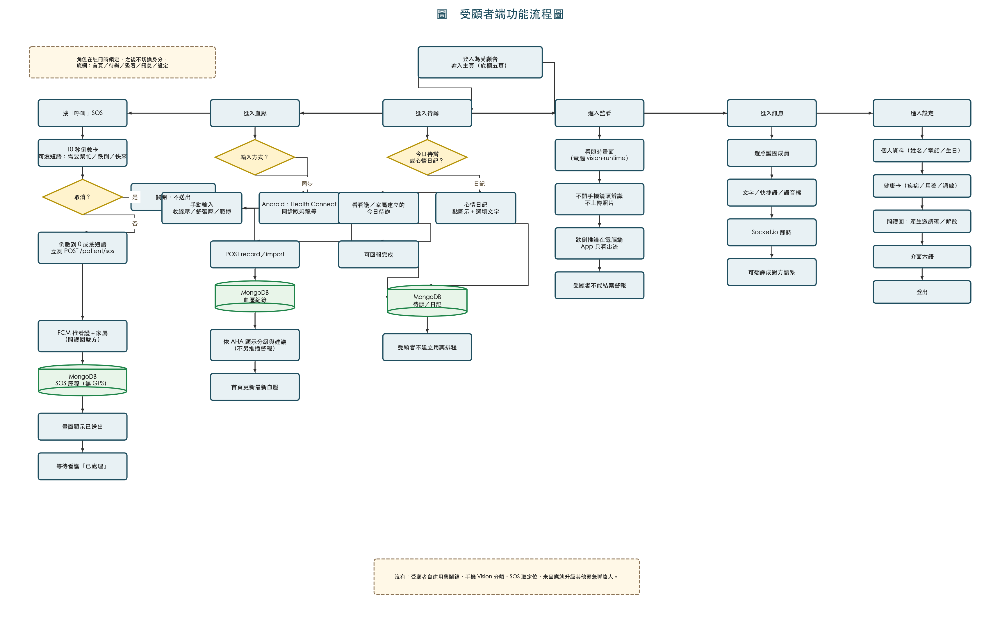 圖　受顧者端功能流程圖
角色在註冊時鎖定，之後不切換身分。
底欄：首頁／待辦／監看／訊息／設定
登入為受顧者
進入主頁（底欄五頁）
按「呼叫」SOS
進入血壓
進入待辦
進入監看
進入訊息
進入設定
10 秒倒數卡
可選短語：需要幫忙／跌倒／快來
輸入方式？
今日待辦
或心情日記？
看即時畫面
（電腦 vision-runtime）
選照護圈成員
個人資料（姓名／電話／生日）
同步
日記
健康卡（疾病／用藥／過敏）
取消？
是
關閉，不送出
手動輸入
收縮壓／舒張壓／脈搏
Android：Health Connect
同步歐姆龍等
看看護／家屬建立的
今日待辦
心情日記
點圖示＋選填文字
不開手機鏡頭辨識
不上傳照片
文字／快捷語／語音檔
否
照護圈：產生邀請碼／解散
倒數到 0 或按短語
立刻 POST /patient/sos
POST record／import
可回報完成
跌倒推論在電腦端
App 只看串流
Socket.io 即時
介面六語
MongoDB
血壓紀錄
MongoDB
待辦／日記
受顧者不能結案警報
可翻譯成對方語系
登出
FCM 推看護＋家屬
（照護圈雙方）
依 AHA 顯示分級與建議
（不另推播警報）
受顧者不建立用藥排程
MongoDB
SOS 歷程（無 GPS）
首頁更新最新血壓
畫面顯示已送出
等待看護「已處理」
沒有：受顧者自建用藥鬧鐘、手機 Vision 分類、SOS 取定位、未回應就升級其他緊急聯絡人。